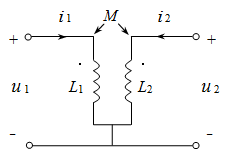 i1 M i2
+ +
u1 L1 L2 u2
- -